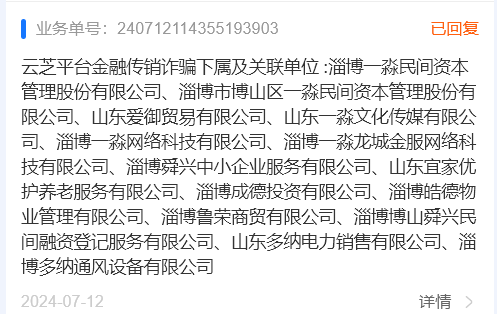 业务单号：240712114355193903 已回复
云芝平台金融传销诈骗下属及关联单位 :淄博一淼民间资本
管理股份有限公司、淄博市博山区一淼民间资本管理股份有
限公司、山东爱御贸易有限公司、山东一淼文化传媒有限公
司、淄博一淼网络科技有限公司、淄博一淼龙城金服网络科
技有限公司、淄博舜兴中小企业服务有限公司、山东宜家优
护养老服务有限公司、淄博成德投资有限公司、淄博皓德物
业管理有限公司、淄博鲁荣商贸有限公司、淄博博山舜兴民
间融资登记服务有限公司、山东多纳电力销售有限公司、淄
博多纳通风设备有限公司
2024-07-12 详情